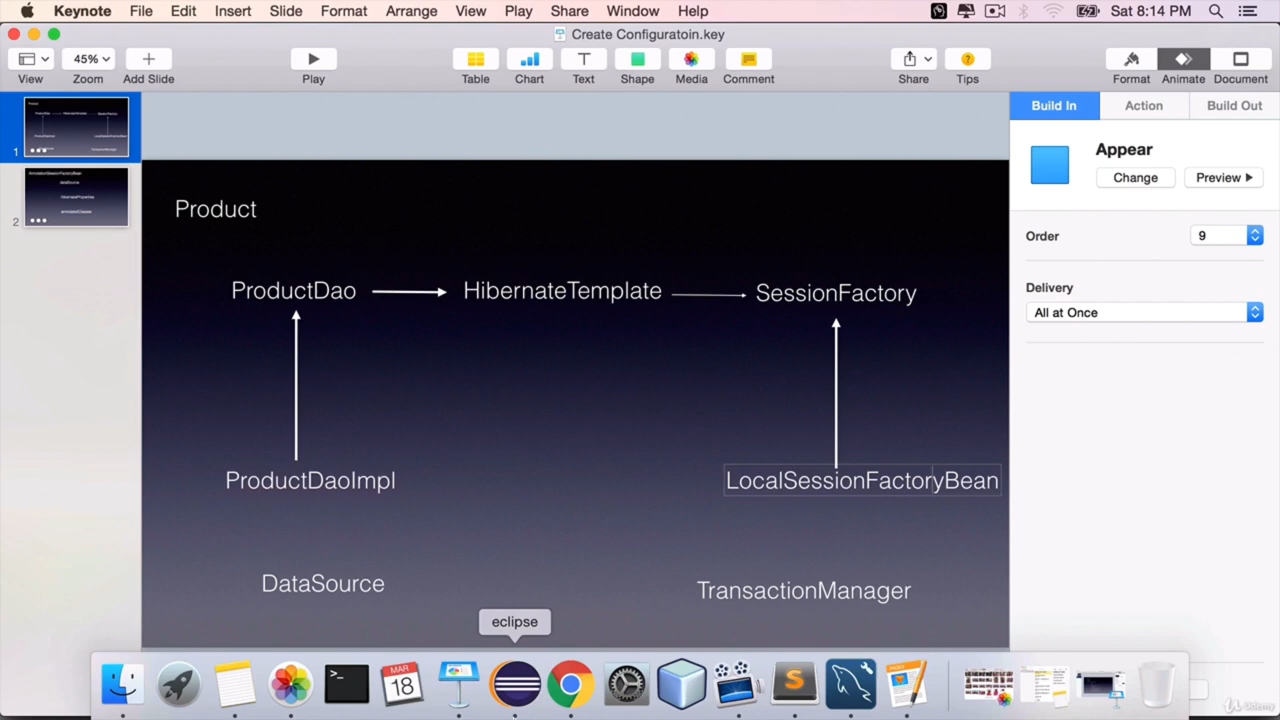 Keynote File Edit Insert Slide Format Arrange View Play Share Window Help Sat 8:14 PM
Create Configuratoin.key
45%
View Zoom Add Slide Play Table Chart Text Shape Media Comment Share Tips Format Animate Document
Build In Action Build Out
Appear
Change Preview
Order 9
Delivery
All at Once
1
2
Product
ProductDao HibernateTemplate SessionFactory
ProductDaoImpl LocalSessionFactoryBean
DataSource TransactionManager
eclipse
MAR
18
Udemy